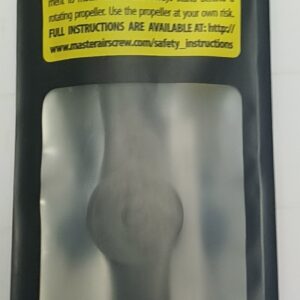 rotating propeller. Use the propeller at your own risk.
FULL INSTRUCTIONS ARE AVAILABLE AT: http://
www.masterairscrew.com/safety_instructions